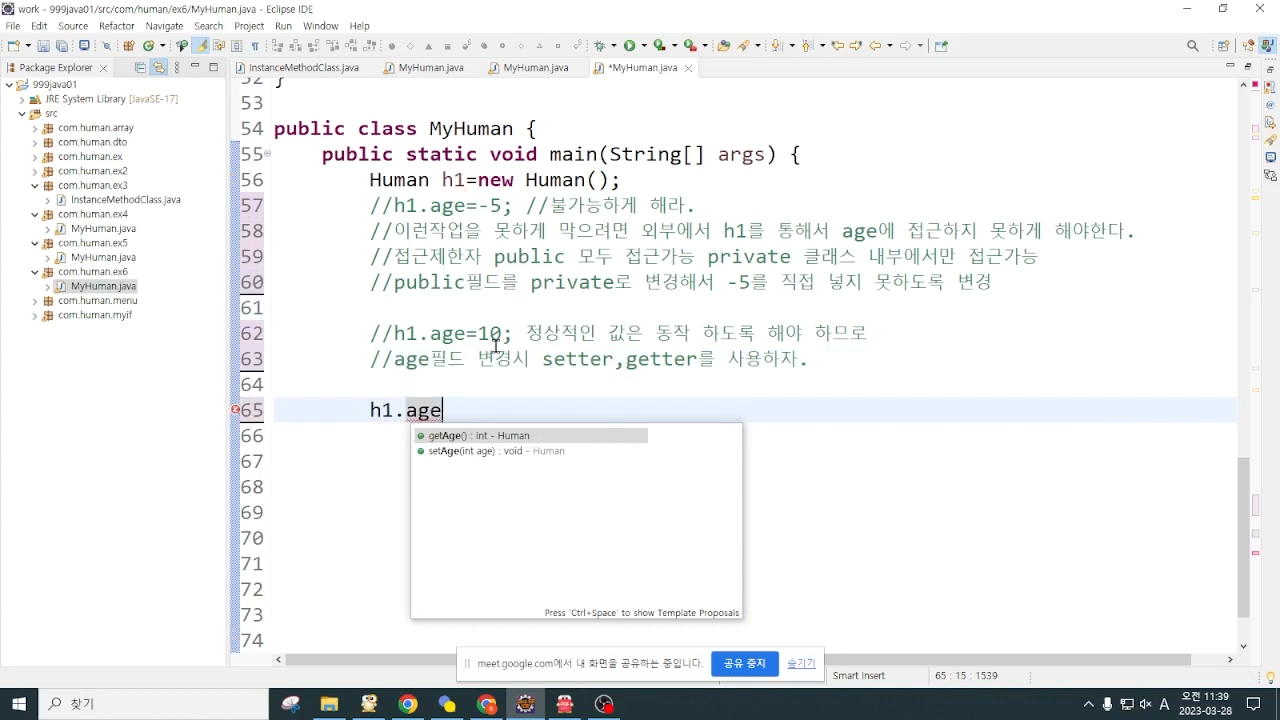 work - 999java01/src/com/human/ex6/MyHuman.java - Eclipse IDE
File Edit Source Refactor Navigate Search Project Run Window Help
Package Explorer
InstanceMethodClass.java MyHuman.java MyHuman.java *MyHuman.java
999java01
JRE System Library [JavaSE-17]
src
com.human.array
com.human.dto
com.human.ex
com.human.ex2
com.human.ex3
InstanceMethodClass.java
com.human.ex4
MyHuman.java
com.human.ex5
MyHuman.java
com.human.ex6
MyHuman.java
com.human.menu
com.human.myif
52 }
53
54 public class MyHuman {
55 public static void main(String[] args) {
56 Human h1=new Human();
57 //h1.age=-5; //불가능하게 해라.
58 //이런작업을 못하게 막으려면 외부에서 h1를 통해서 age에 접근하지 못하게 해야한다.
59 //접근제한자 public 모두 접근가능 private 클래스 내부에서만 접근가능
60 //public필드를 private로 변경해서 -5를 직접 넣지 못하도록 변경
61
62 //h1.age=10; 정상적인 값은 동작 하도록 해야 하므로
63 //age필드 변경시 setter,getter를 사용하자.
64
65 h1.age
66
67
68
69
70
71
72
73
74
getAge() : int - Human
setAge(int age) : void - Human
Press 'Ctrl+Space' to show Template Proposals
meet.google.com에서 내 화면을 공유하는 중입니다. 공유 중지 숨기기
Smart Insert 65 : 15 : 1539
찾기
A
오전 11:39
2023-03-28